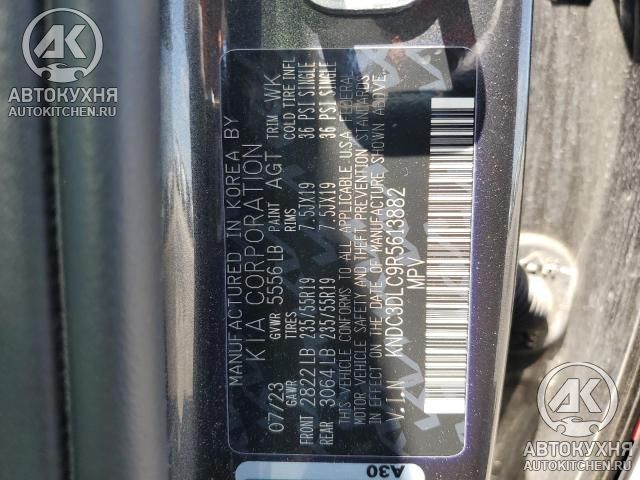 MANUFACTURED IN KOREA BY
KIA CORPORATION
07/23 GVWR 5556 LB PAINT AGT TRIM WK
GAWR TIRES RIMS COLD TIRE INFL
FRONT 2822 LB 235/55R19 7.5JX19 36 PSI SINGLE
REAR 3064 LB 235/55R19 7.5JX19 36 PSI SINGLE
THIS VEHICLE CONFORMS TO ALL APPLICABLE U.S.A. FEDERAL
MOTOR VEHICLE SAFETY AND THEFT PREVENTION STANDARDS
IN EFFECT ON THE DATE OF MANUFACTURE SHOWN ABOVE.
V.I.N KNDC3DLC9R5613882
MPV
A30
АК
АВТОКУХНЯ
AUTOKITCHEN.RU
АК
АВТОКУХНЯ
AUTOKITCHEN.RU